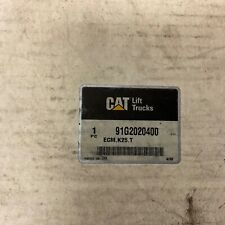 CAT Lift
Trucks
1 91G2020400
PC
ECM,K25,T